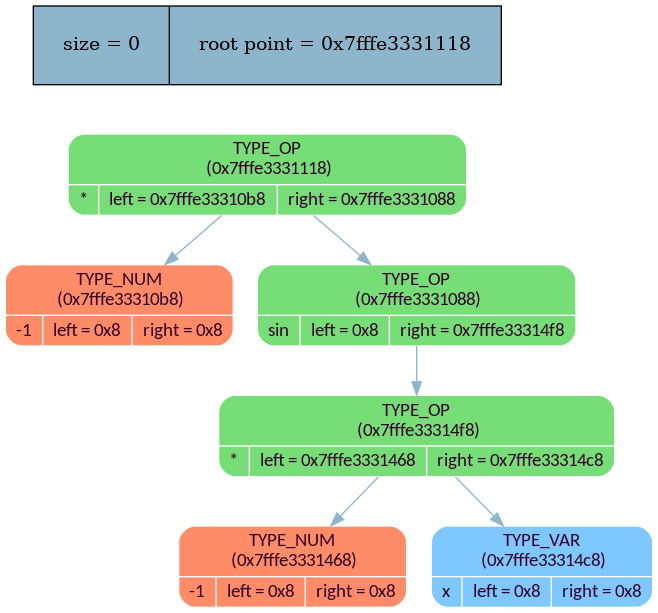 size = 0 root point = 0x7fffe3331118
TYPE_OP
(0x7fffe3331118)
* left = 0x7fffe33310b8 right = 0x7fffe3331088
TYPE_NUM
(0x7fffe33310b8)
-1 left = 0x8 right = 0x8
TYPE_OP
(0x7fffe3331088)
sin left = 0x8 right = 0x7fffe33314f8
TYPE_OP
(0x7fffe33314f8)
* left = 0x7fffe3331468 right = 0x7fffe33314c8
TYPE_NUM
(0x7fffe3331468)
-1 left = 0x8 right = 0x8
TYPE_VAR
(0x7fffe33314c8)
x left = 0x8 right = 0x8